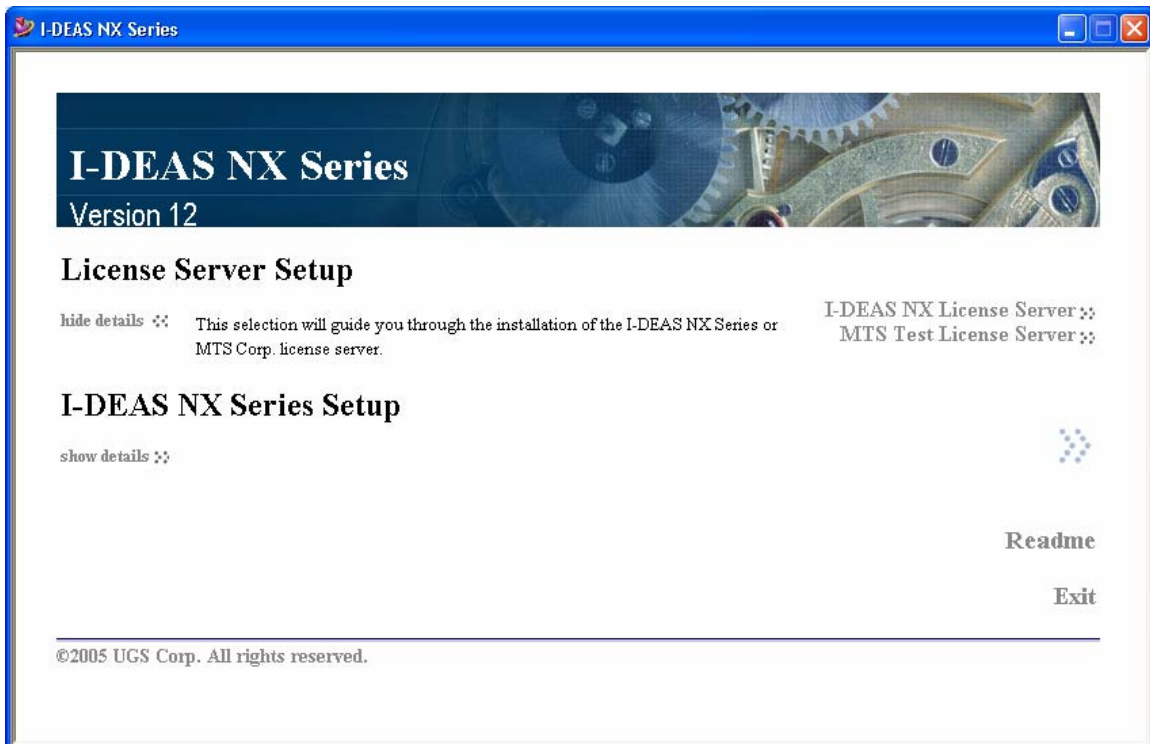 I-DEAS NX Series
I-DEAS NX Series
Version 12
License Server Setup
hide details
This selection will guide you through the installation of the I-DEAS NX Series or
MTS Corp. license server.
I-DEAS NX License Server
MTS Test License Server
I-DEAS NX Series Setup
show details
Readme
Exit
©2005 UGS Corp. All rights reserved.